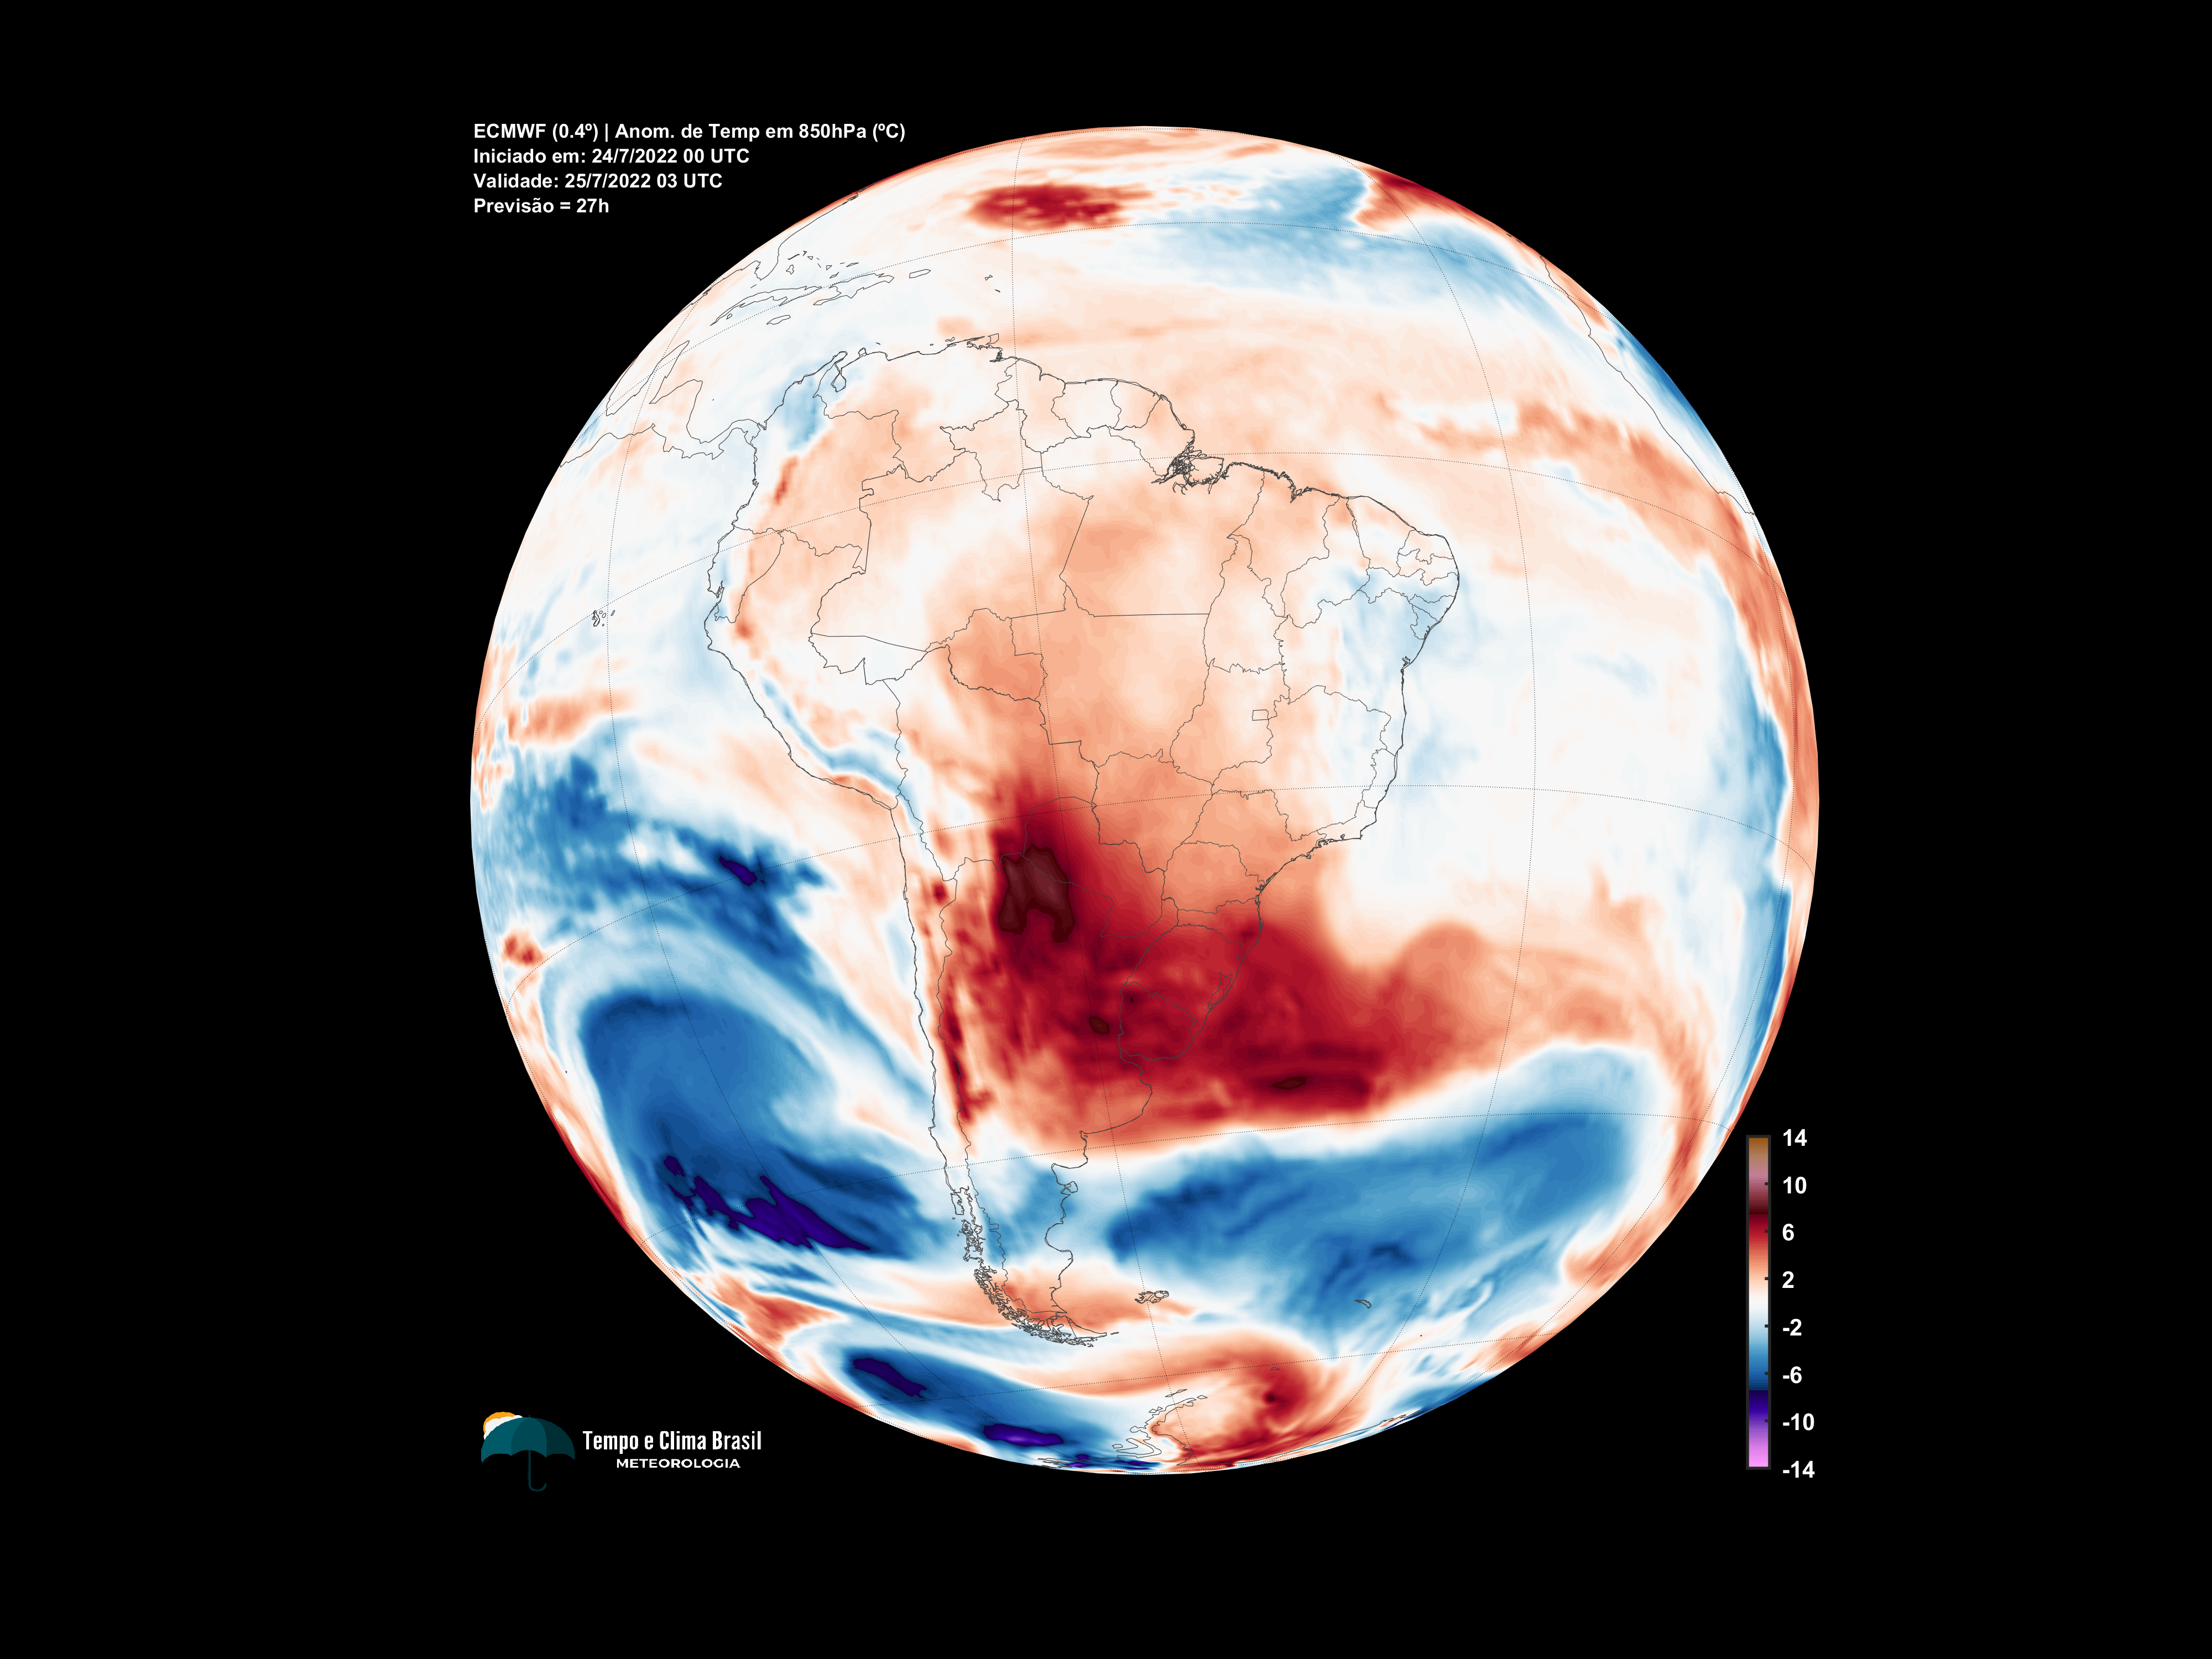 ECMWF (0.4º) | Anom. de Temp em 850hPa (ºC)
Iniciado em: 24/7/2022 00 UTC
Validade: 25/7/2022 03 UTC
Previsão = 27h
14
10
6
2
-2
-6
-10
-14
Tempo e Clima Brasil
METEOROLOGIA